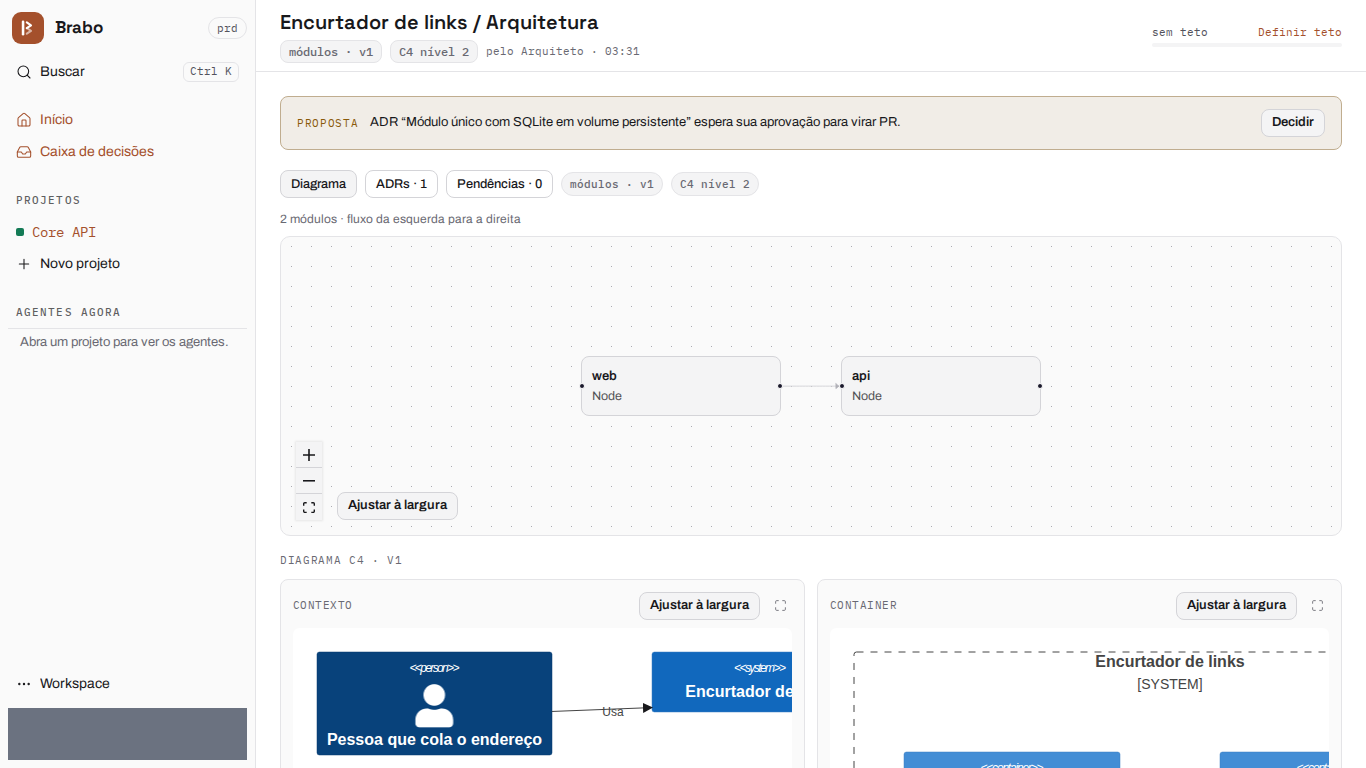 Brabo
prd
Buscar
Ctrl K
Início
Caixa de decisões
PROJETOS
Core API
Novo projeto
AGENTES AGORA
Abra um projeto para ver os agentes.
Workspace
Encurtador de links / Arquitetura
módulos · v1
C4 nível 2
pelo Arquiteto · 03:31
sem teto
Definir teto
PROPOSTA
ADR “Módulo único com SQLite em volume persistente” espera sua aprovação para virar PR.
Decidir
Diagrama
ADRs · 1
Pendências · 0
módulos · v1
C4 nível 2
2 módulos · fluxo da esquerda para a direita
web
Node
api
Node
Ajustar à largura
DIAGRAMA C4 · V1
CONTEXTO
Ajustar à largura
<<person>>
Pessoa que cola o endereço
Usa
<<system>>
Encurtador de
CONTAINER
Ajustar à largura
Encurtador de links
[SYSTEM]